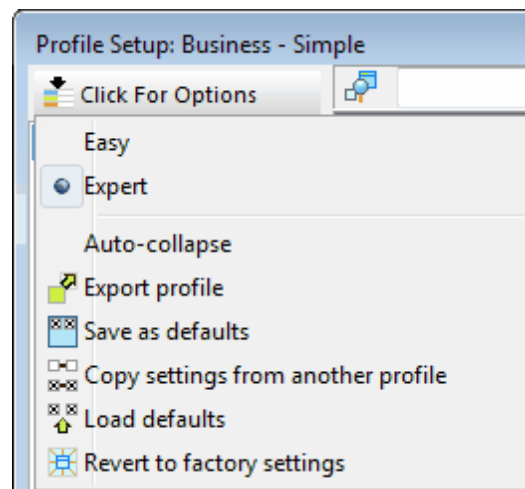 Profile Setup: Business - Simple
Click For Options
Easy
Expert
Auto-collapse
Export profile
Save as defaults
Copy settings from another profile
Load defaults
Revert to factory settings